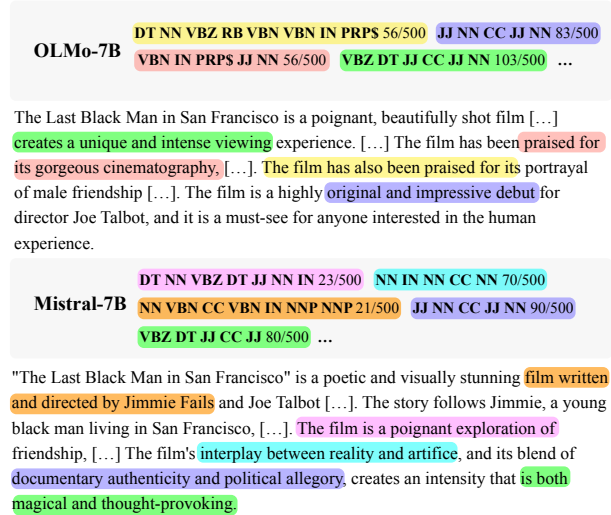 DT NN VBZ RB VBN VBN IN PRP$ 56/500 JJ NN CC JJ NN 83/500
OLMo-7B
VBN IN PRP$ JJ NN 56/500 VBZ DT JJ CC JJ NN 103/500 ...
The Last Black Man in San Francisco is a poignant, beautifully shot film [...]
creates a unique and intense viewing experience. [...] The film has been praised for
its gorgeous cinematography, [...]. The film has also been praised for its portrayal
of male friendship [...]. The film is a highly original and impressive debut for
director Joe Talbot, and it is a must-see for anyone interested in the human
experience.
DT NN VBZ DT JJ NN IN 23/500 NN IN NN CC NN 70/500
Mistral-7B NN VBN CC VBN IN NNP NNP 21/500 JJ NN CC JJ NN 90/500
VBZ DT JJ CC JJ 80/500 ...
"The Last Black Man in San Francisco" is a poetic and visually stunning film written
and directed by Jimmie Fails and Joe Talbot [...]. The story follows Jimmie, a young
black man living in San Francisco, [...]. The film is a poignant exploration of
friendship, [...] The film's interplay between reality and artifice, and its blend of
documentary authenticity and political allegory, creates an intensity that is both
magical and thought-provoking.